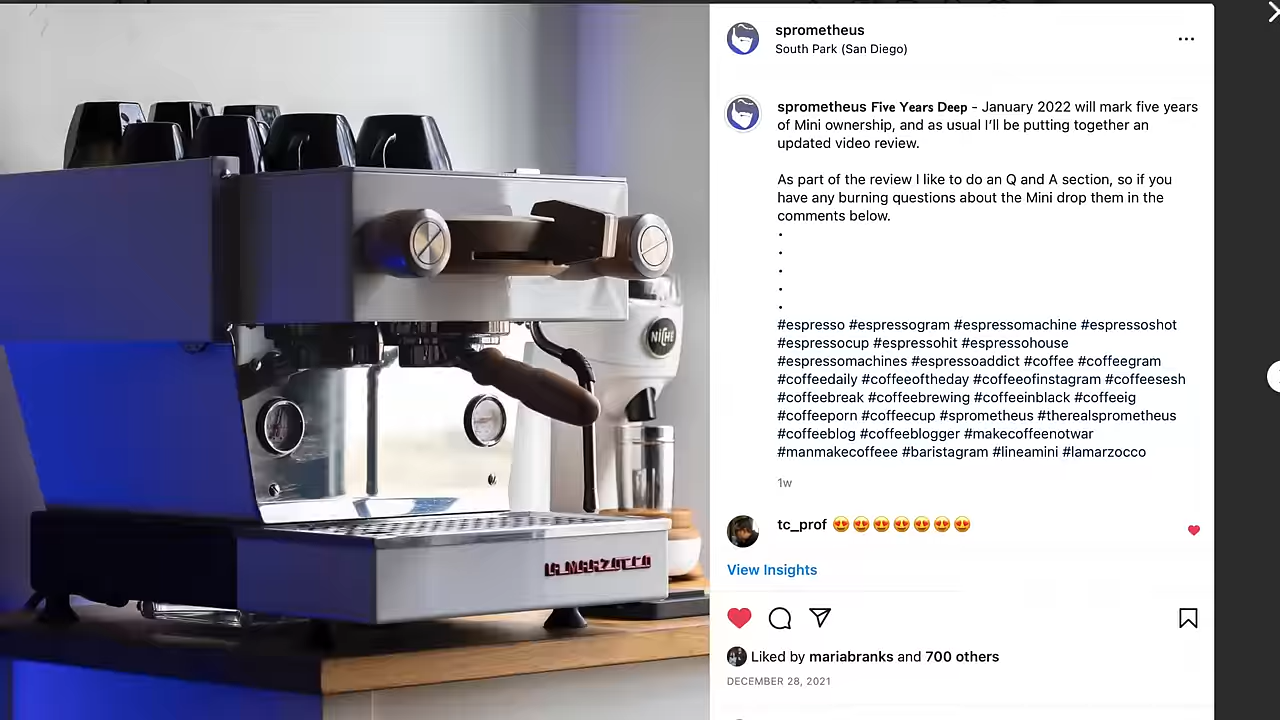 sprometheus
South Park (San Diego)
sprometheus Five Years Deep - January 2022 will mark five years
of Mini ownership, and as usual I'll be putting together an
updated video review.
As part of the review I like to do an Q and A section, so if you
have any burning questions about the Mini drop them in the
comments below.
.
.
.
.
.
#espresso #espressogram #espressomachine #espressoshot
#espressocup #espressohit #espressohouse
#espressomachines #espressoaddict #coffee #coffeegram
#coffeedaily #coffeeoftheday #coffeeofinstagram #coffeesesh
#coffeebreak #coffeebrewing #coffeeinblack #coffeeig
#coffeeporn #coffeecup #sprometheus #therealsprometheus
#coffeeblog #coffeeblogger #makecoffeenotwar
#manmakecoffeee #baristagram #lineamini #lamarzocco
1w
tc_prof 😍😍😍😍😍😍😍
View Insights
Liked by mariabranks and 700 others
DECEMBER 28, 2021
NICHE
LA MARZOCCO